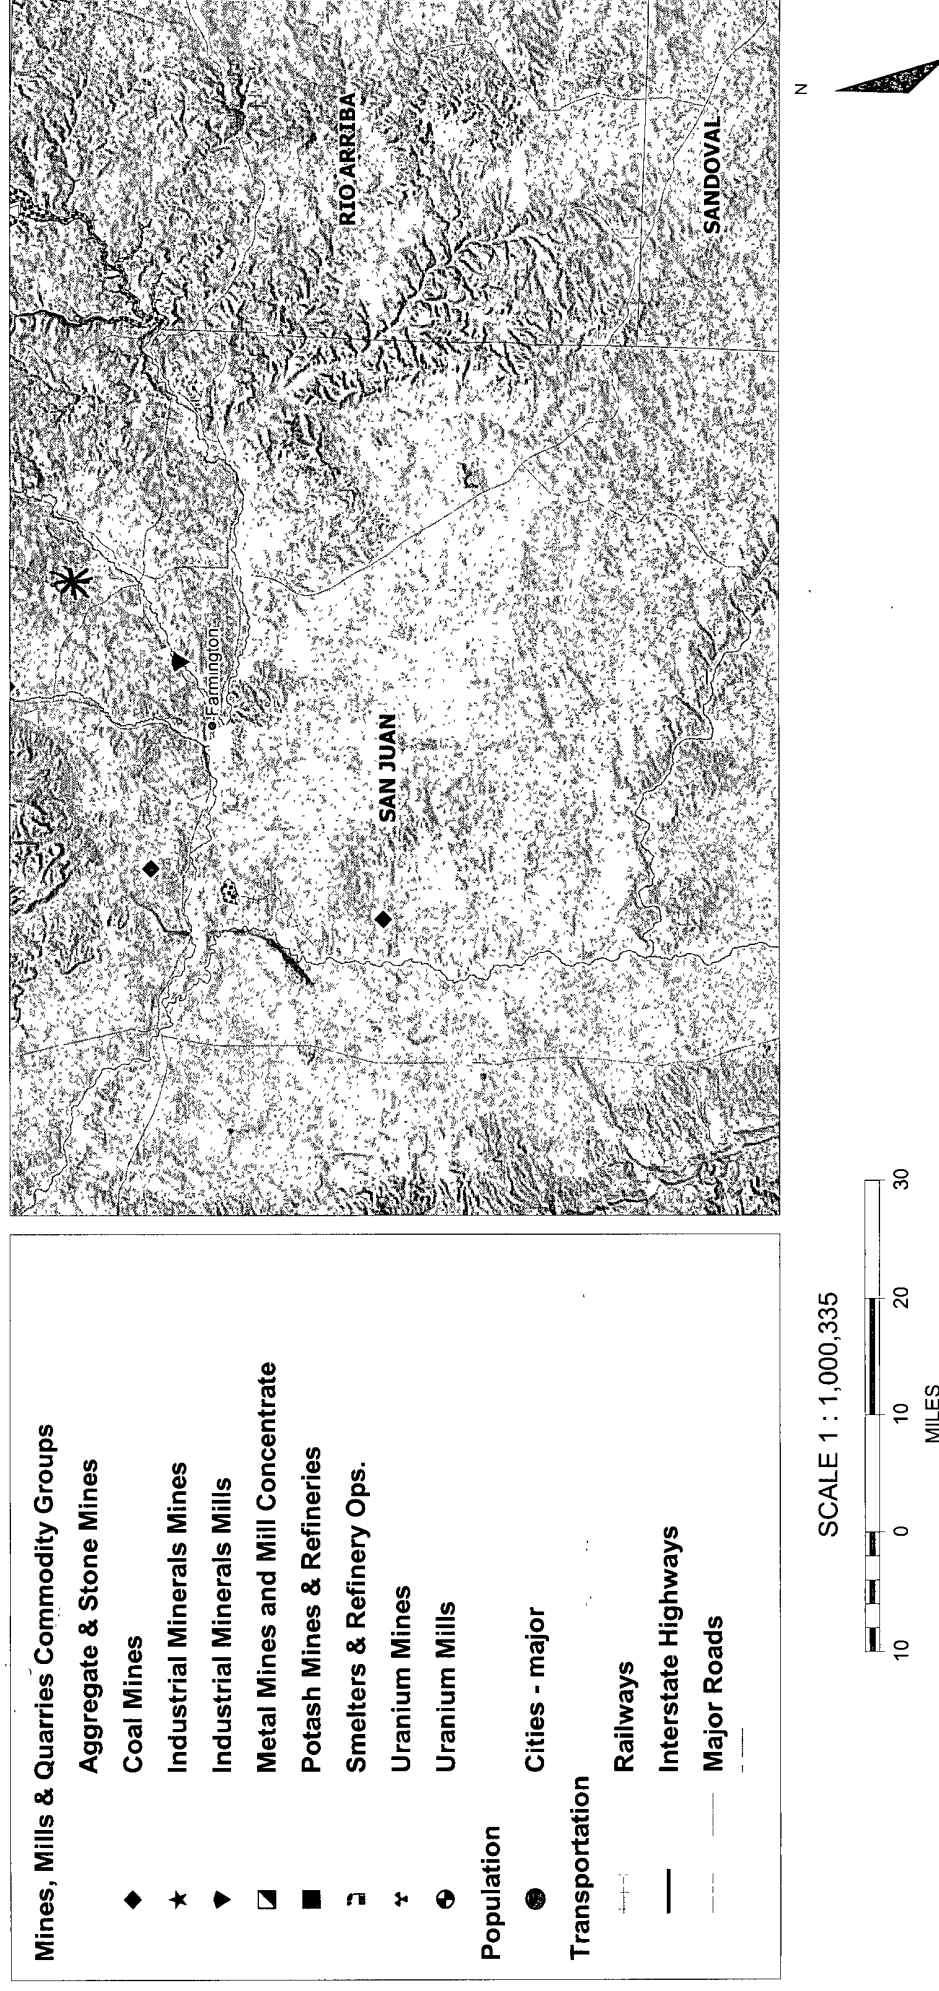 Mines, Mills & Quarries Commodity Groups
Aggregate & Stone Mines
Coal Mines
Industrial Minerals Mines
Industrial Minerals Mills
Metal Mines and Mill Concentrate
Potash Mines & Refineries
Smelters & Refinery Ops.
Uranium Mines
Uranium Mills
Population
Cities - major
Transportation
Railways
Interstate Highways
Major Roads
Farmington
SAN JUAN
RIO ARRIBA
SANDOVAL
SCALE 1 : 1,000,335
10 0 10 20 30
MILES
N